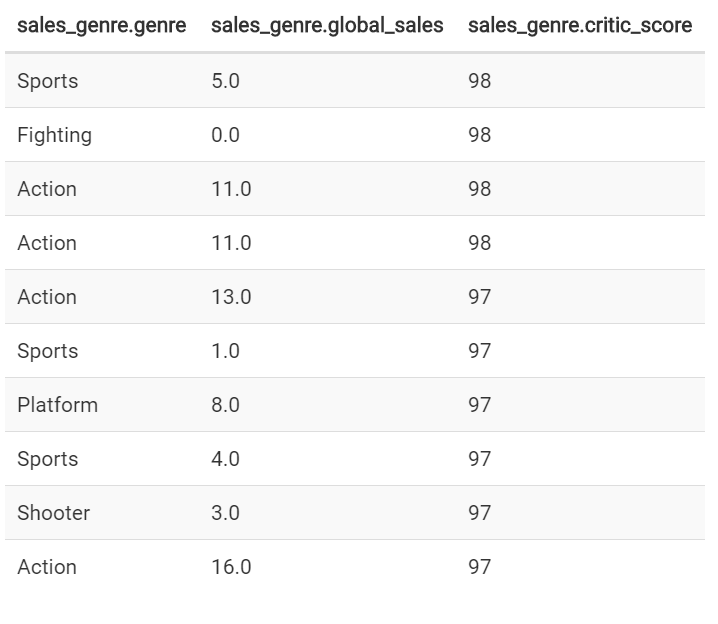 sales_genre.genre sales_genre.global_sales sales_genre.critic_score
Sports 5.0 98
Fighting 0.0 98
Action 11.0 98
Action 11.0 98
Action 13.0 97
Sports 1.0 97
Platform 8.0 97
Sports 4.0 97
Shooter 3.0 97
Action 16.0 97